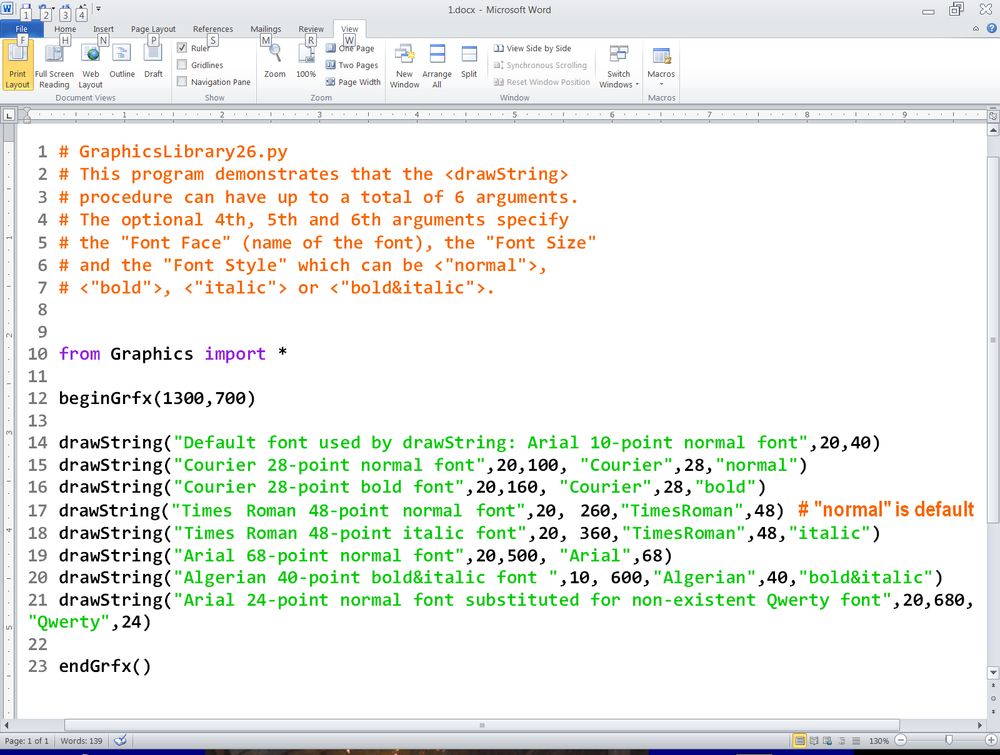 1.docx - Microsoft Word
1 2 3 4
File Home Insert Page Layout References Mailings Review View
F H N P S M R W
Print Layout
Full Screen Reading
Web Layout
Outline
Draft
Document Views
Ruler
Gridlines
Navigation Pane
Show
Zoom
100
100%
One Page
Two Pages
Page Width
Zoom
New Window
Arrange All
Split
View Side by Side
Synchronous Scrolling
Reset Window Position
Switch Windows
Window
Macros
Macros
L
1 2 3 4 5 6 7 8 9
1
2
3
4
5
1 # GraphicsLibrary26.py
2 # This program demonstrates that the <drawString>
3 # procedure can have up to a total of 6 arguments.
4 # The optional 4th, 5th and 6th arguments specify
5 # the "Font Face" (name of the font), the "Font Size"
6 # and the "Font Style" which can be <"normal">,
7 # <"bold">, <"italic"> or <"bold&italic">.
8
9
10 from Graphics import *
11
12 beginGrfx(1300,700)
13
14 drawString("Default font used by drawString: Arial 10-point normal font",20,40)
15 drawString("Courier 28-point normal font",20,100, "Courier",28,"normal")
16 drawString("Courier 28-point bold font",20,160, "Courier",28,"bold")
17 drawString("Times Roman 48-point normal font",20, 260,"TimesRoman",48) # "normal" is default
18 drawString("Times Roman 48-point italic font",20, 360,"TimesRoman",48,"italic")
19 drawString("Arial 68-point normal font",20,500, "Arial",68)
20 drawString("Algerian 40-point bold&italic font ",10, 600,"Algerian",40,"bold&italic")
21 drawString("Arial 24-point normal font substituted for non-existent Qwerty font",20,680,
"Qwerty",24)
22
23 endGrfx()
Page: 1 of 1 Words: 139 130%